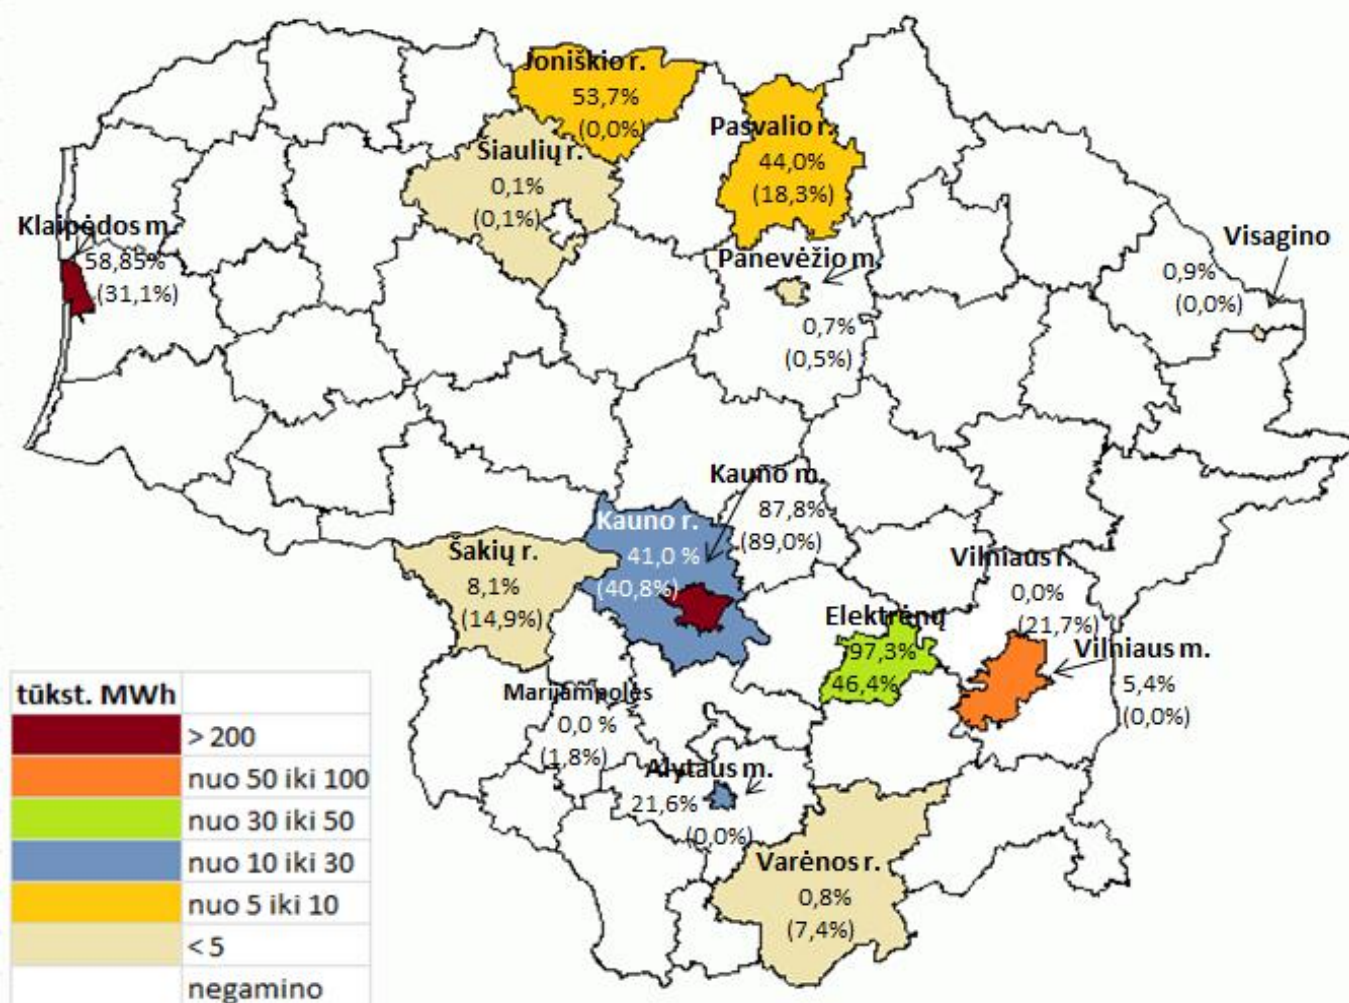 Joniškio r.
53,7%
(0,0%)
Pasvalio r.
44,0%
(18,3%)
Šiaulių r.
0,1%
(0,1%)
Klaipėdos m.
58,85%
(31,1%)
Panevėžio m.
0,7%
(0,5%)
Visagino
0,9%
(0,0%)
Kauno m.
87,8%
(89,0%)
Kauno r.
41,0 %
(40,8%)
Šakių r.
8,1%
(14,9%)
Vilniaus r.
0,0%
(21,7%)
Elektrėnų
97,3%
46,4%
Vilniaus m.
5,4%
(0,0%)
Marijampolės
0,0 %
(1,8%)
Alytaus m.
21,6%
(0,0%)
Varėnos r.
0,8%
(7,4%)
tūkst. MWh
> 200
nuo 50 iki 100
nuo 30 iki 50
nuo 10 iki 30
nuo 5 iki 10
< 5
negamino